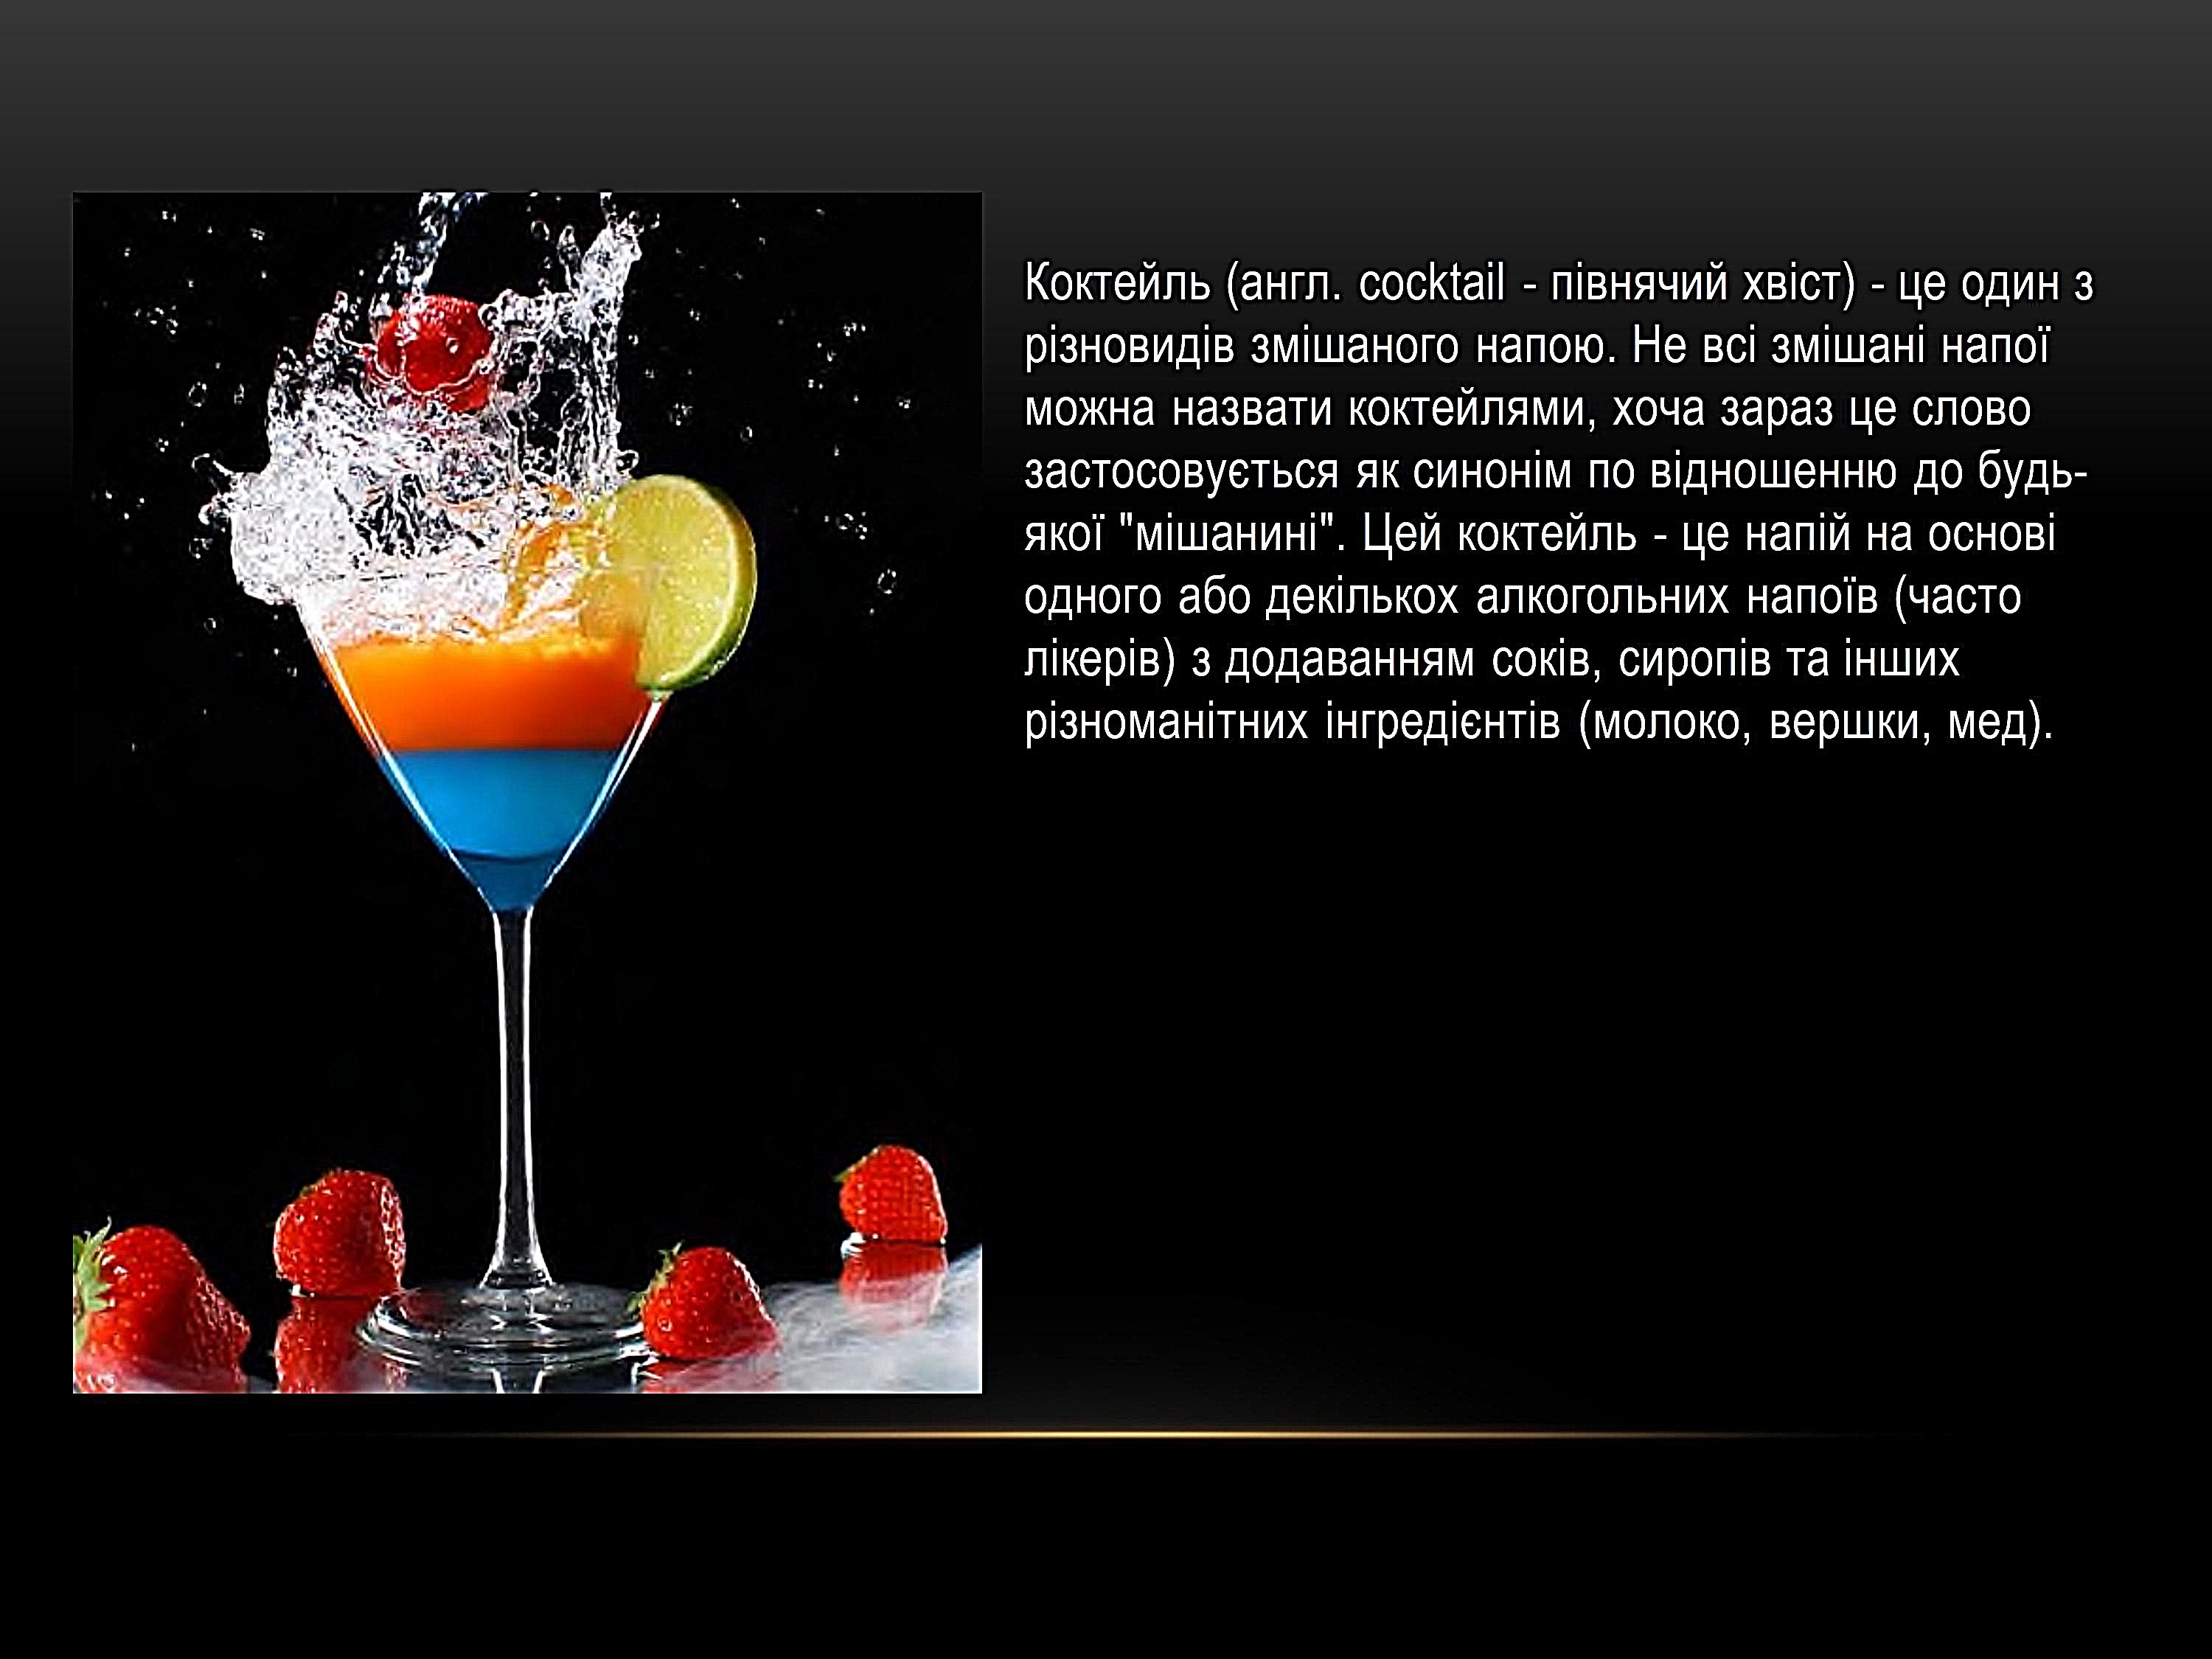 Коктейль (англ. cocktail - півнячий хвіст) - це один з
різновидів змішаного напою. Не всі змішані напої
можна назвати коктейлями, хоча зараз це слово
застосовується як синонім по відношенню до будь-
якої "мішанині". Цей коктейль - це напій на основі
одного або декількох алкогольних напоїв (часто
лікерів) з додаванням соків, сиропів та інших
різноманітних інгредієнтів (молоко, вершки, мед).